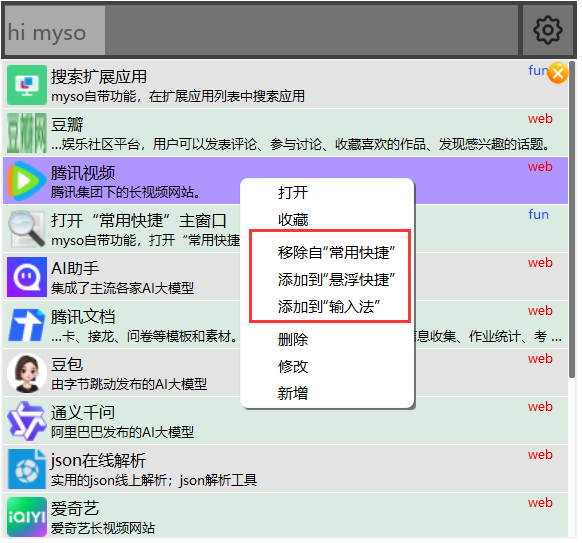 hi myso
搜索扩展应用
fun
myso自带功能，在扩展应用列表中搜索应用
豆瓣网
豆瓣
web
...娱乐社区平台，用户可以发表评论、参与讨论、收藏喜欢的作品、发现感兴趣的话题。
腾讯视频
web
腾讯集团下的长视频网站。
打开“常用快捷”主窗口
fun
myso自带功能，打开“常用快捷
AI助手
web
集成了主流各家AI大模型
腾讯文档
web
...卡、接龙、问卷等模板和素材。
息收集、作业统计、考 ...
豆包
web
由字节跳动发布的AI大模型
通义千问
web
阿里巴巴发布的AI大模型
json在线解析
web
实用的json线上解析；json解析工具
iQIYI
爱奇艺
web
爱奇艺长视频网站
打开
收藏
移除自“常用快捷”
添加到“悬浮快捷”
添加到“输入法”
删除
修改
新增